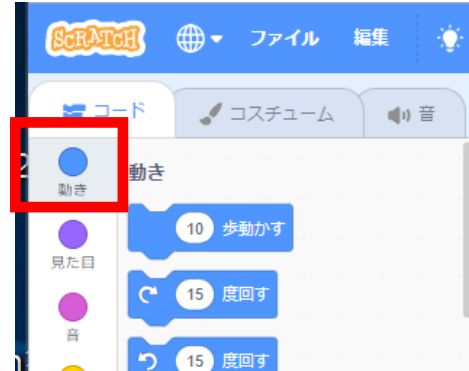 SCRATCH ファイル 編集
コード コスチューム 音
動き 動き
見た目 10 歩動かす
音 15 度回す
15 度回す